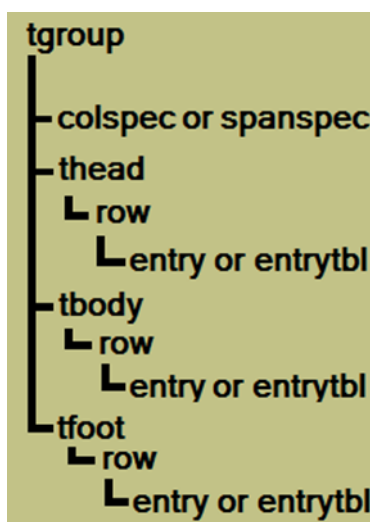 tgroup
colspec or spanspec
thead
row
entry or entrytbl
tbody
row
entry or entrytbl
tfoot
row
entry or entrytbl